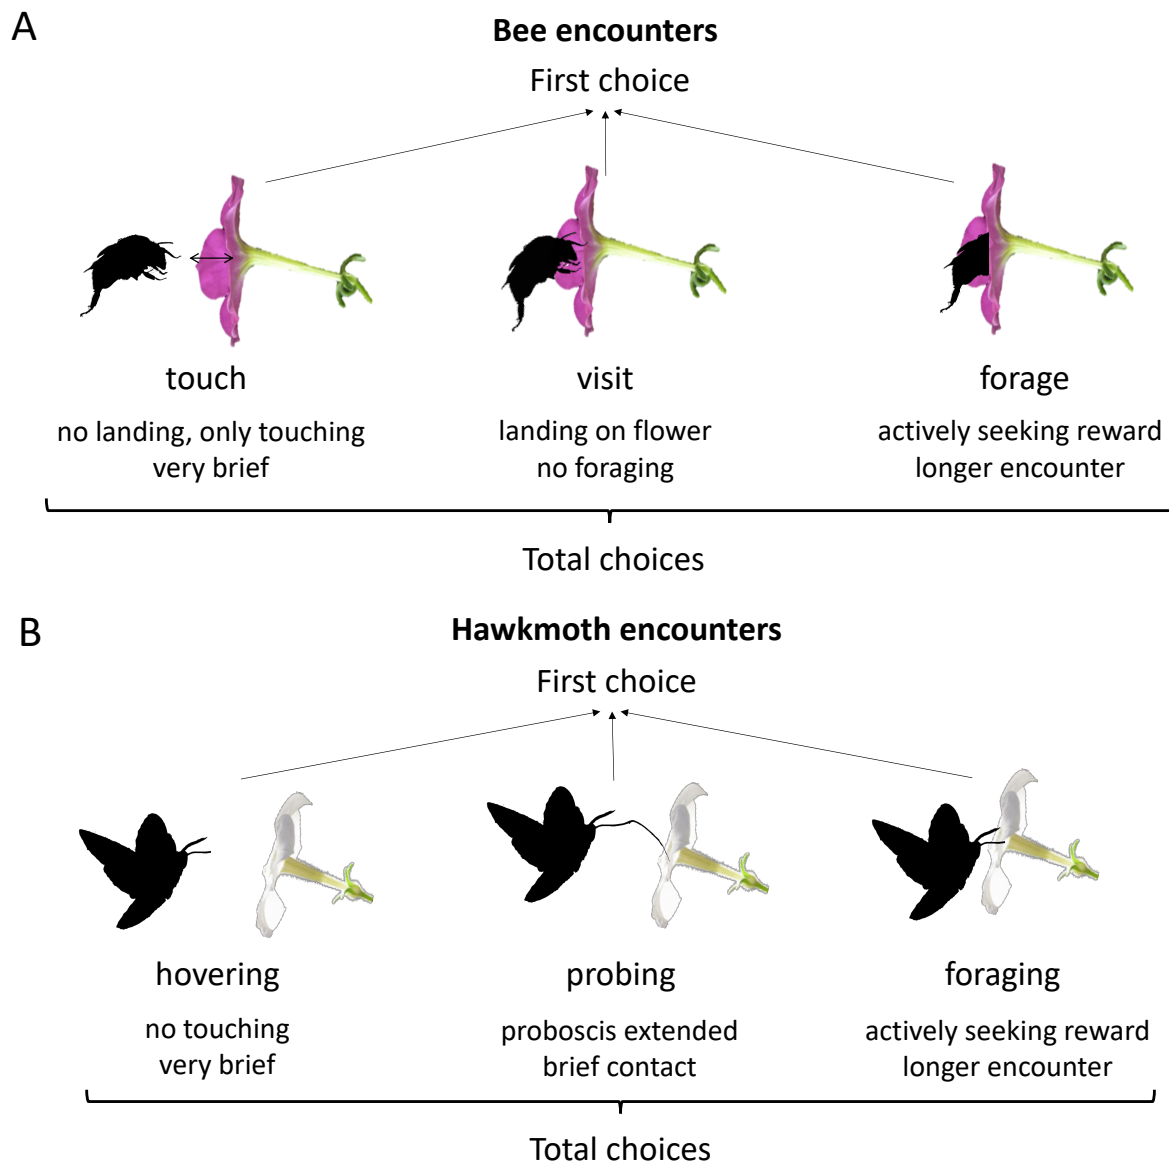 A
Bee encounters
First choice
touch
no landing, only touching
very brief
visit
landing on flower
no foraging
forage
actively seeking reward
longer encounter
Total choices
B
Hawkmoth encounters
First choice
hovering
no touching
very brief
probing
proboscis extended
brief contact
foraging
actively seeking reward
longer encounter
Total choices